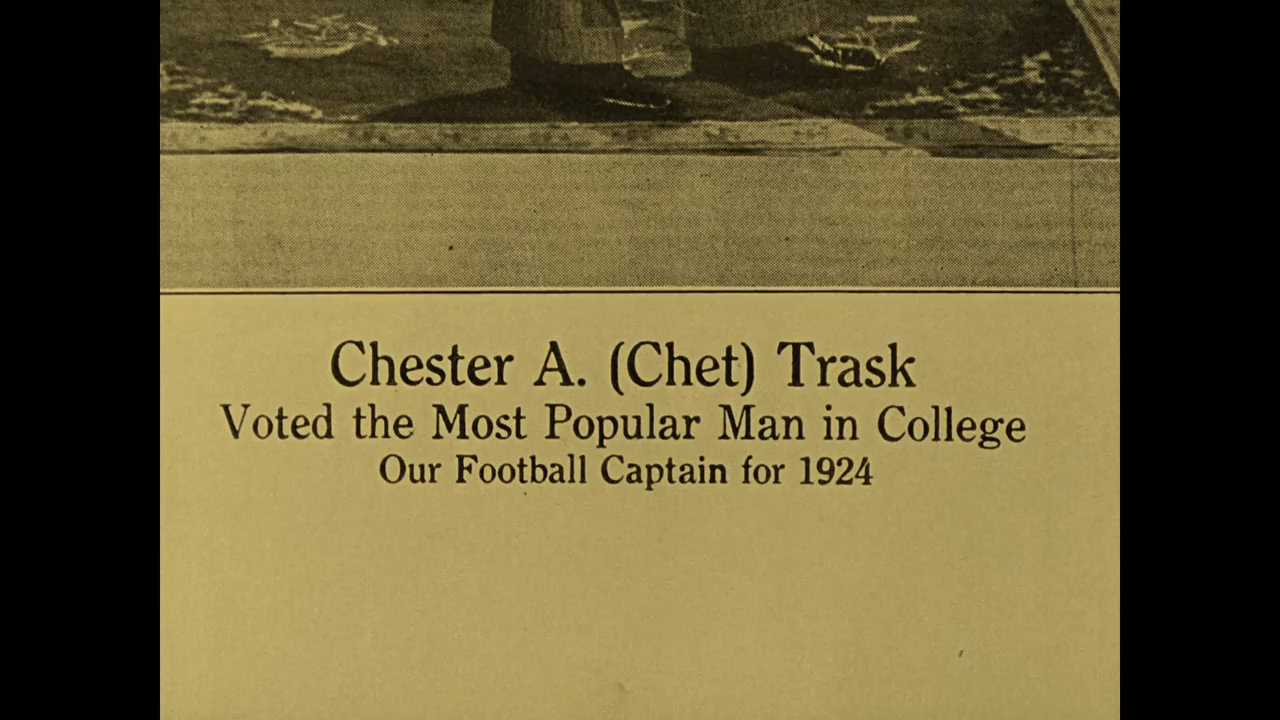 Chester A. (Chet) Trask
Voted the Most Popular Man in College
Our Football Captain for 1924